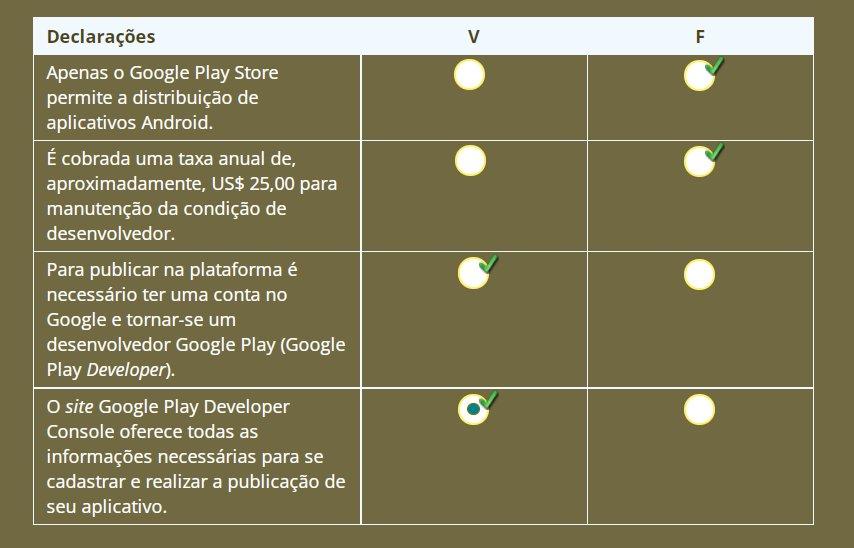 Declarações V F
Apenas o Google Play Store
permite a distribuição de
aplicativos Android.
É cobrada uma taxa anual de,
aproximadamente, US$ 25,00 para
manutenção da condição de
desenvolvedor.
Para publicar na plataforma é
necessário ter uma conta no
Google e tornar-se um
desenvolvedor Google Play (Google
Play Developer).
O site Google Play Developer
Console oferece todas as
informações necessárias para se
cadastrar e realizar a publicação de
seu aplicativo.